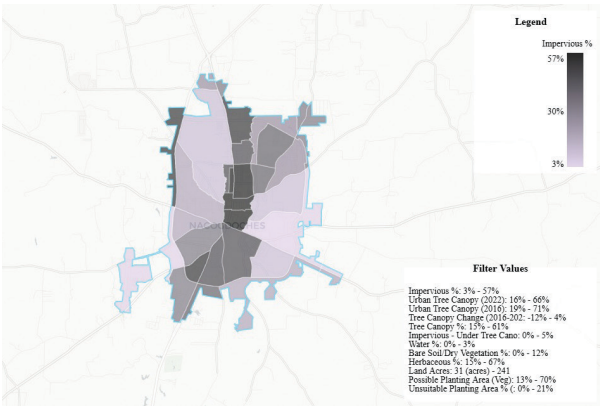 Legend
Impervious %
57%
30%
3%
NACOGDOCHES
Filter Values
Impervious %: 3% - 57%
Urban Tree Canopy (2022): 16% - 66%
Urban Tree Canopy (2016): 19% - 71%
Tree Canopy Change (2016-202: -12% - 4%
Tree Canopy %: 15% - 61%
Impervious - Under Tree Cano: 0% - 5%
Water %: 0% - 3%
Bare Soil/Dry Vegetation %: 0% - 12%
Herbaceous %: 15% - 67%
Land Acres: 31 (acres) - 241
Possible Planting Area (Veg): 13% - 70%
Unsuitable Planting Area % (: 0% - 21%